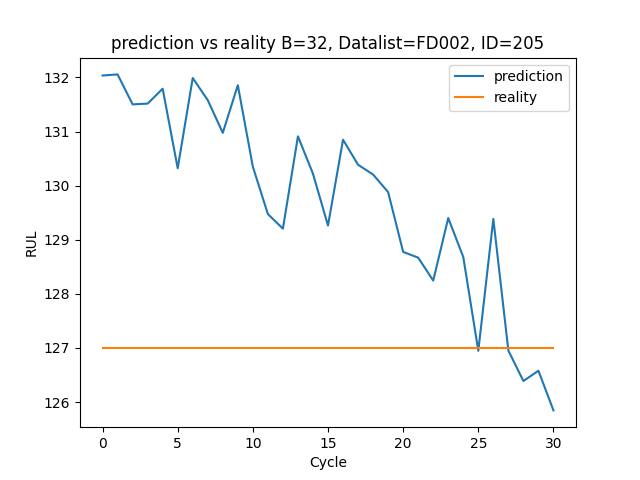 prediction vs reality B=32, Datalist=FD002, ID=205
prediction
reality
132
131
130
129
128
127
126
RUL
0 5 10 15 20 25 30
Cycle